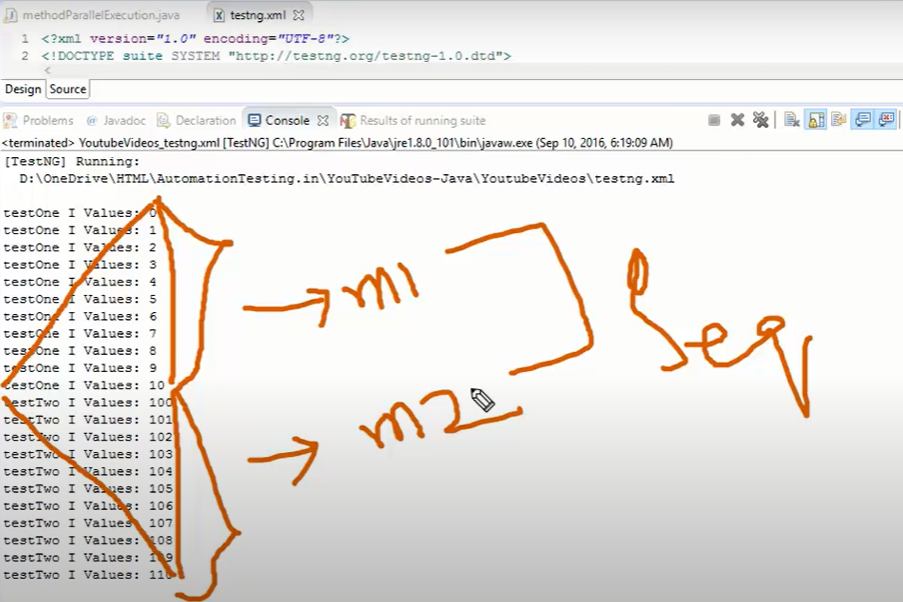 methodParallelExecution.java testng.xml
1 <?xml version="1.0" encoding="UTF-8"?>
2 <!DOCTYPE suite SYSTEM "http://testng.org/testng-1.0.dtd">
Design Source
Problems @ Javadoc Declaration Console Results of running suite
<terminated> YoutubeVideos_testng.xml [TestNG] C:\Program Files\Java\jre1.8.0_101\bin\javaw.exe (Sep 10, 2016, 6:19:09 AM)
[TestNG] Running:
D:\OneDrive\HTML\AutomationTesting.in\YouTubeVideos-Java\YoutubeVideos\testng.xml
testOne I Values: 0
testOne I Values: 1
testOne I Values: 2
testOne I Values: 3
testOne I Values: 4
testOne I Values: 5
testOne I Values: 6
testOne I Values: 7
testOne I Values: 8
testOne I Values: 9
testOne I Values: 10
testTwo I Values: 100
testTwo I Values: 101
testTwo I Values: 102
testTwo I Values: 103
testTwo I Values: 104
testTwo I Values: 105
testTwo I Values: 106
testTwo I Values: 107
testTwo I Values: 108
testTwo I Values: 109
testTwo I Values: 110
m1
m2
Seq